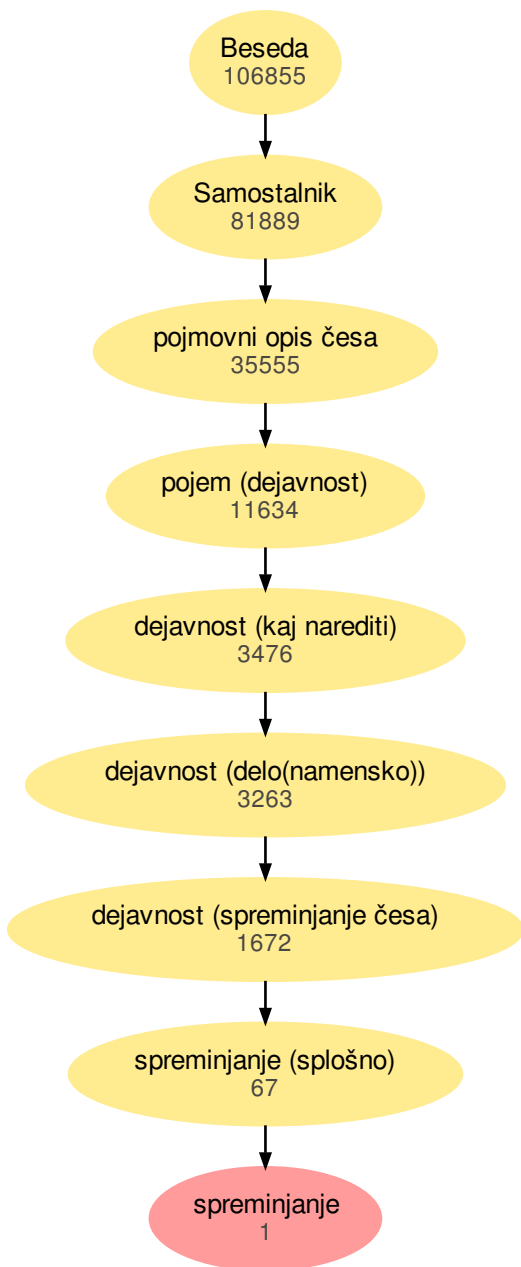 Beseda
106855
Samostalnik
81889
pojmovni opis česa
35555
pojem (dejavnost)
11634
dejavnost (kaj narediti)
3476
dejavnost (delo(namensko))
3263
dejavnost (spreminjanje česa)
1672
spreminjanje (splošno)
67
spreminjanje
1